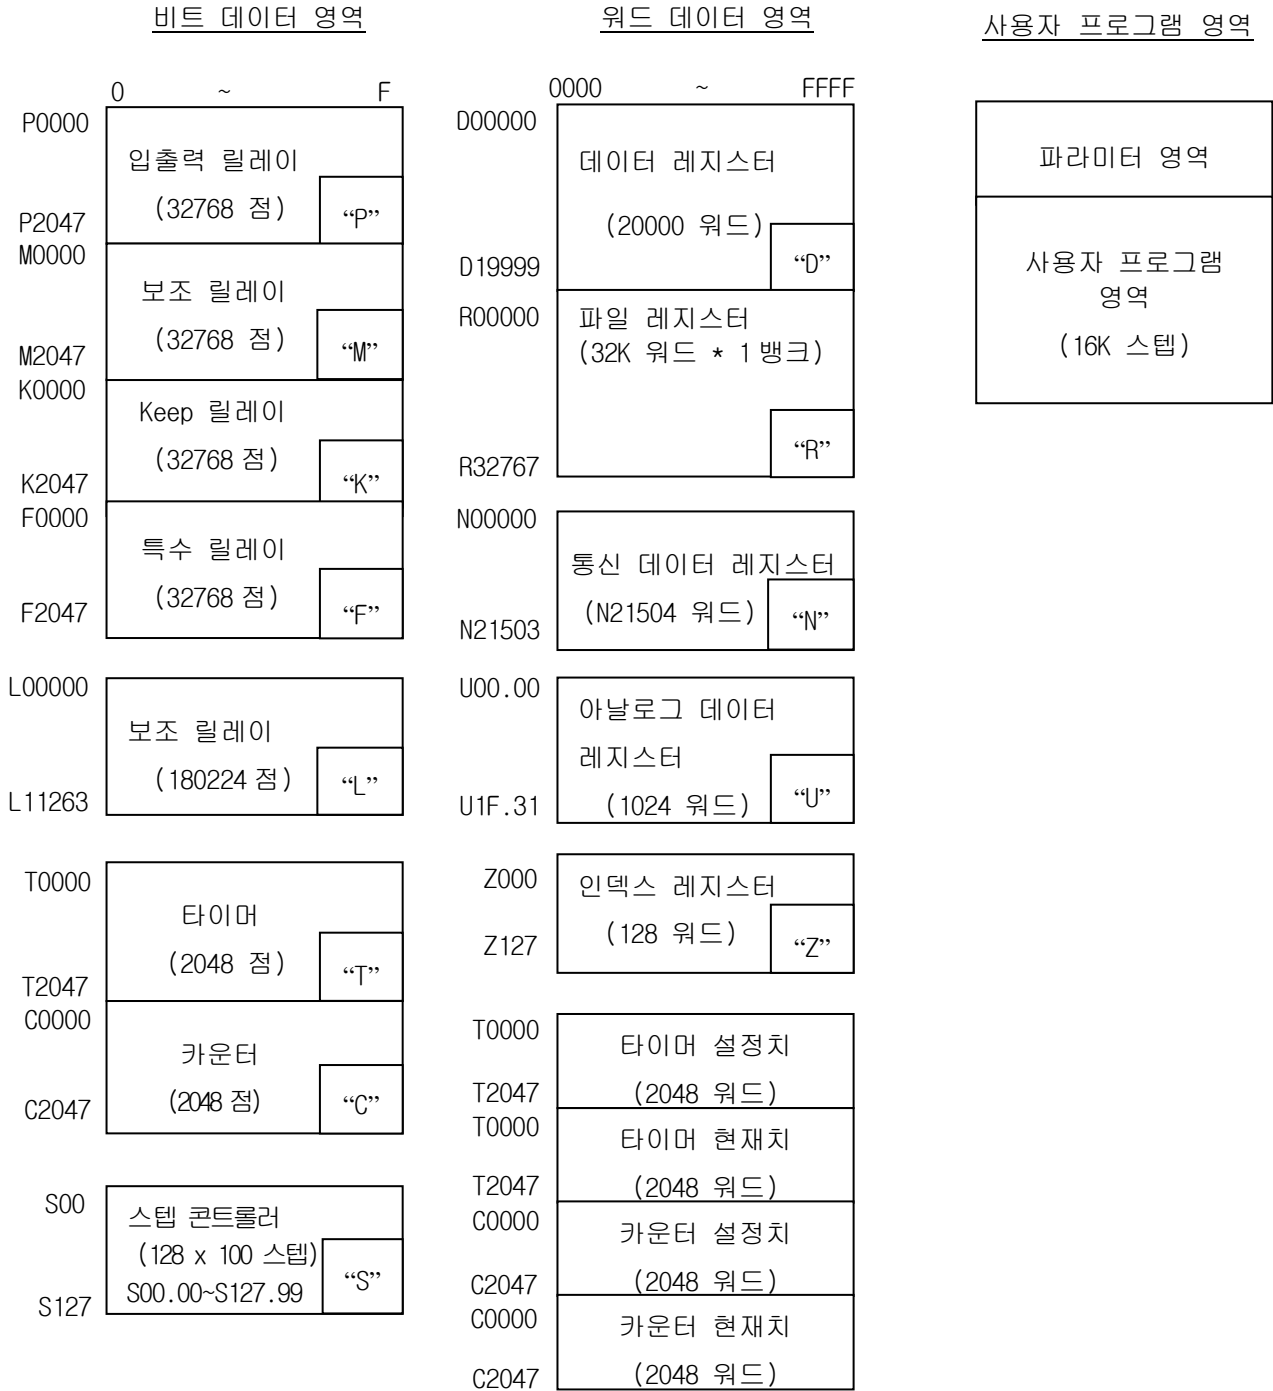 비트 데이터 영역
0 ~ F
P0000
입출력 릴레이
(32768 점)
“P”
P2047
M0000
보조 릴레이
(32768 점)
“M”
M2047
K0000
Keep 릴레이
(32768 점)
“K”
K2047
F0000
특수 릴레이
(32768 점)
“F”
F2047
L00000
보조 릴레이
(180224 점)
“L”
L11263
T0000
타이머
(2048 점)
“T”
T2047
C0000
카운터
(2048 점)
“C”
C2047
S00
스텝 콘트롤러
(128 x 100 스텝)
S00.00~S127.99
“S”
S127
워드 데이터 영역
0000 ~ FFFF
D00000
데이터 레지스터
(20000 워드)
“D”
D19999
R00000
파일 레지스터
(32K 워드 * 1 뱅크)
“R”
R32767
N00000
통신 데이터 레지스터
(N21504 워드)
“N”
N21503
U00.00
아날로그 데이터
레지스터
(1024 워드)
“U”
U1F.31
Z000
인덱스 레지스터
(128 워드)
“Z”
Z127
T0000
타이머 설정치
(2048 워드)
T2047
T0000
타이머 현재치
(2048 워드)
T2047
C0000
카운터 설정치
(2048 워드)
C2047
C0000
카운터 현재치
(2048 워드)
C2047
사용자 프로그램 영역
파라미터 영역
사용자 프로그램
영역
(16K 스텝)